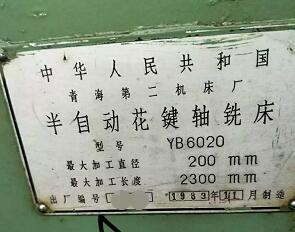 中华人民共和国
青海第二机床厂
半自动花键轴铣床
型号 YB6020
最大加工直径 200 mm
最大加工长度 2300 mm
出厂编号 1983年11月制造